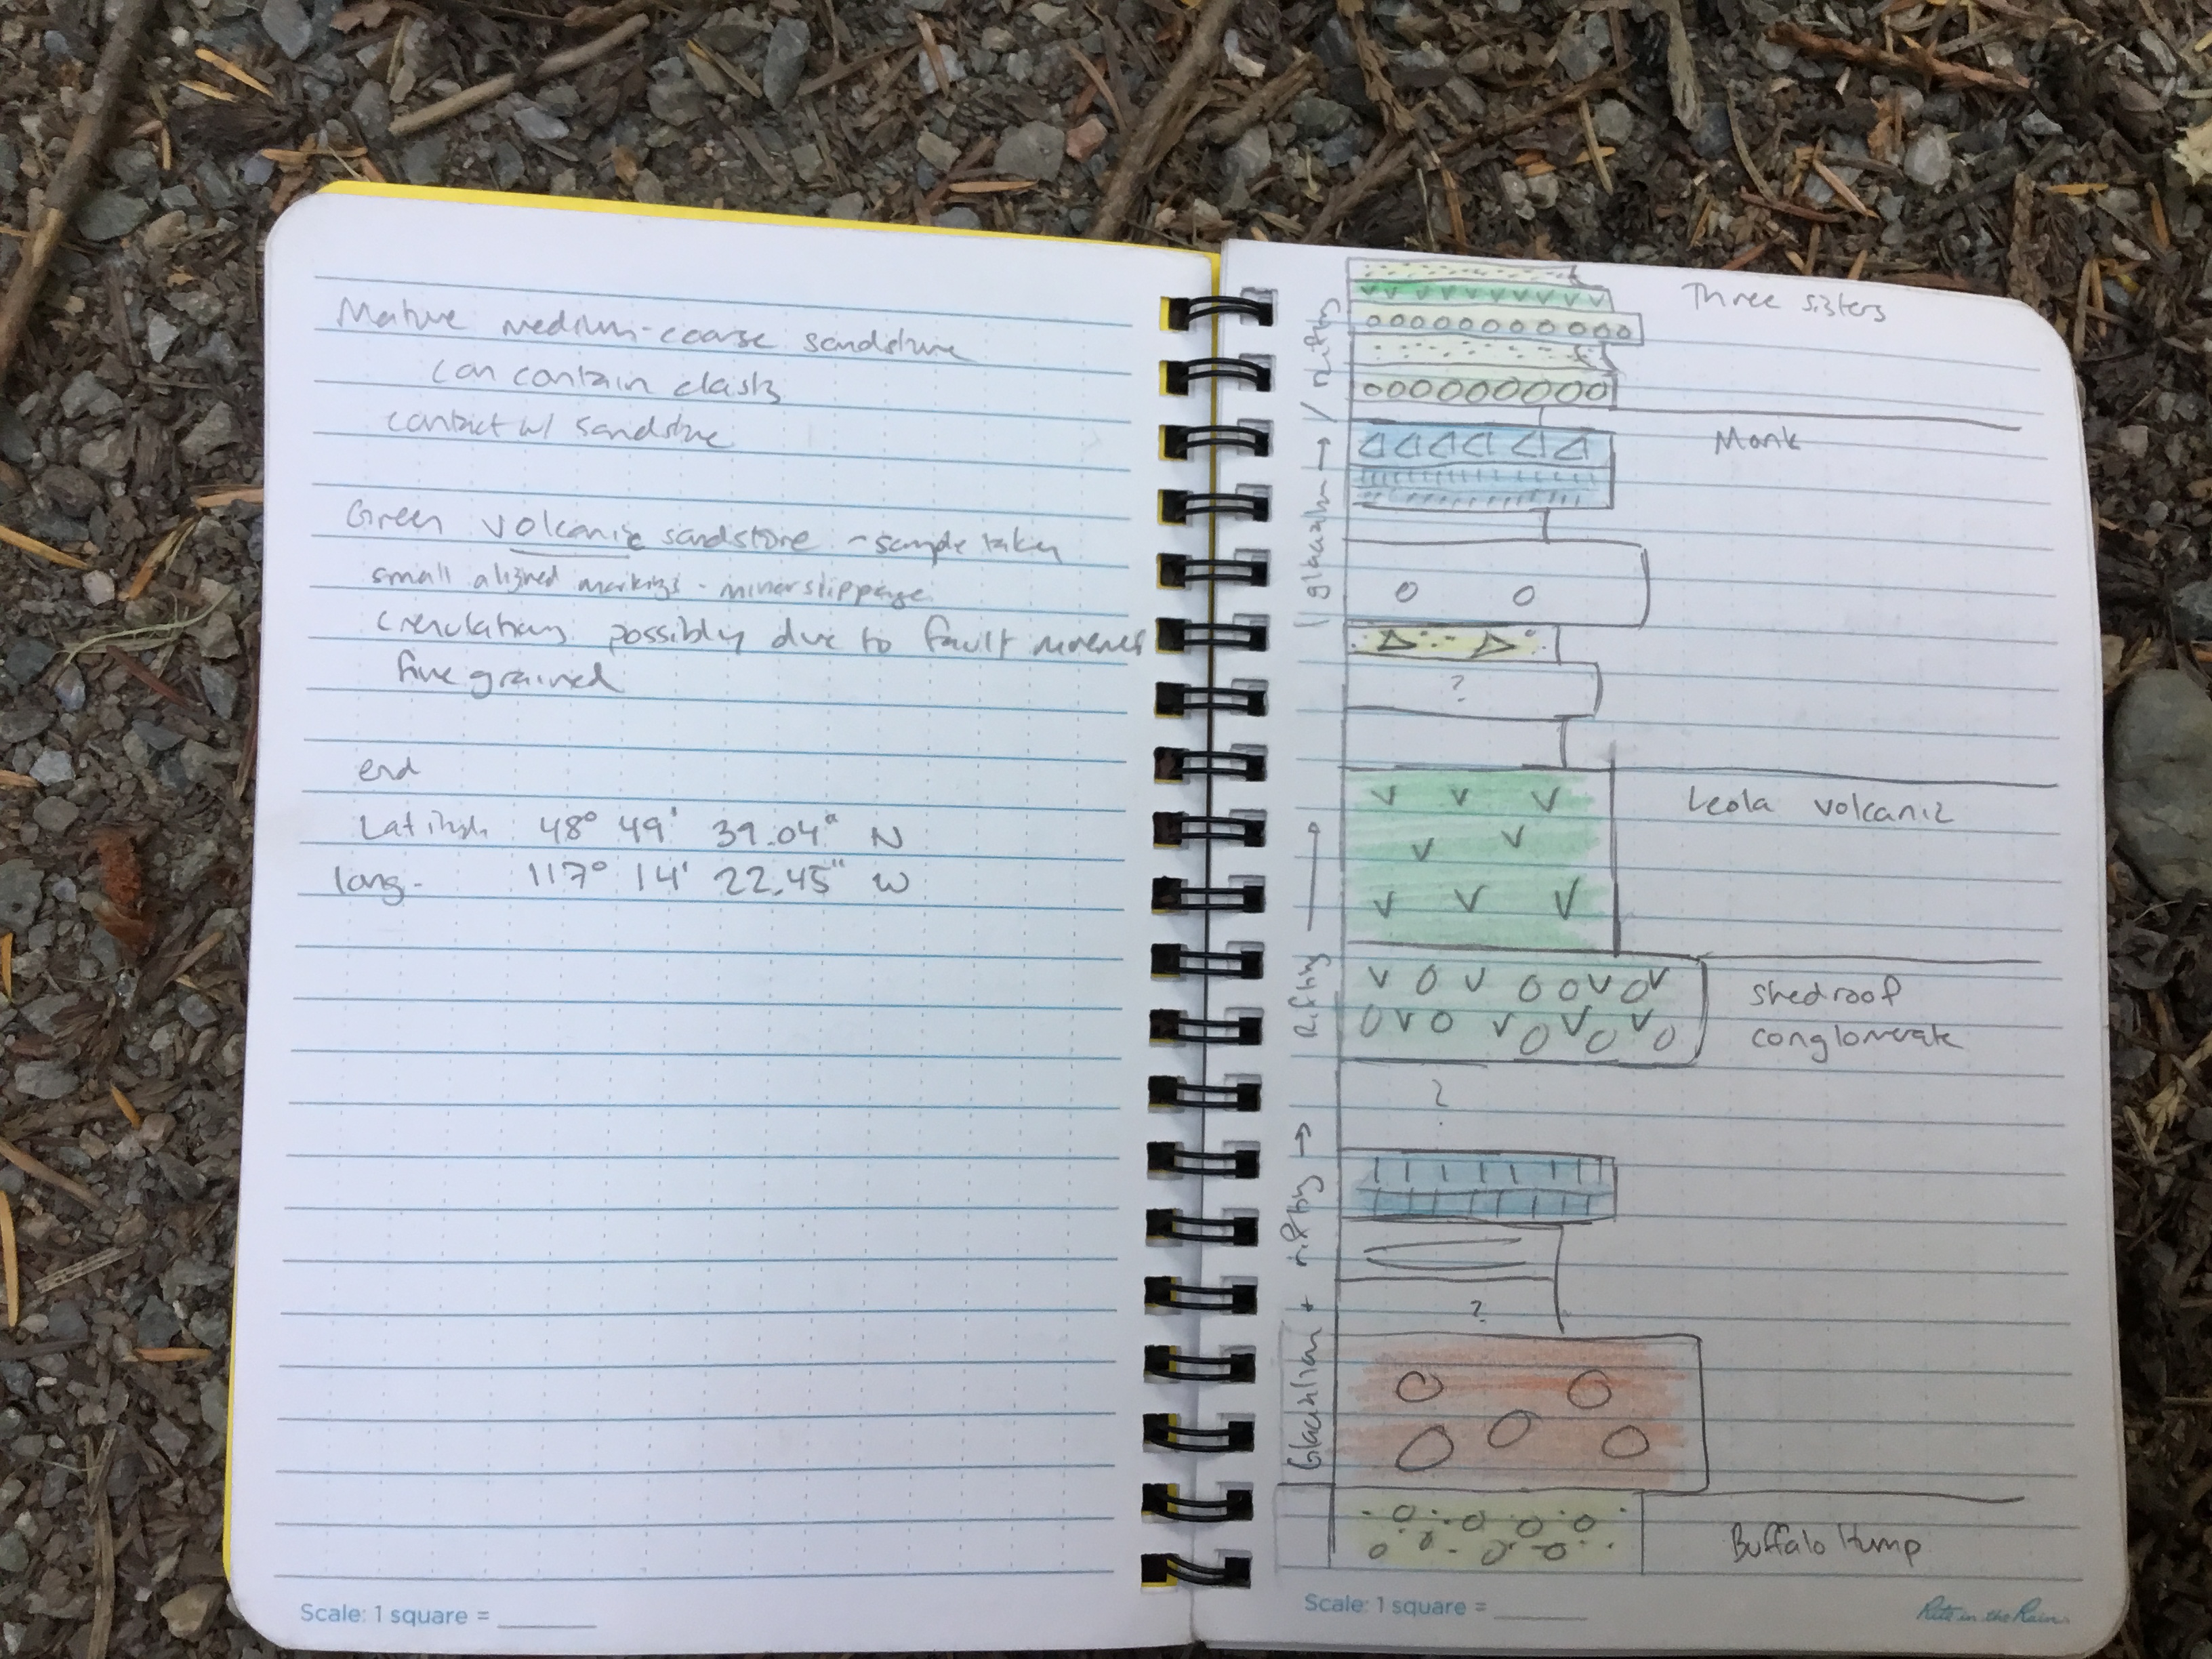 Mature medium-coarse sandstone
can contain clasts
contact w/ sandstone
Green volcanic sandstone - sample taken
small aligned markings - minor slippage
crenulations possibly due to fault movement
fine grained
end
Latitude 48° 49' 39.04" N
long- 117° 14' 22.45" W
Scale: 1 square =
Three sisters
Monk
?
Leola volcanic
shedroof
conglomerate
?
?
Buffalo Hump
Glaciation + rifting →
Rifting →
glaciation → / rifting
Scale: 1 square =
Rite in the Rain